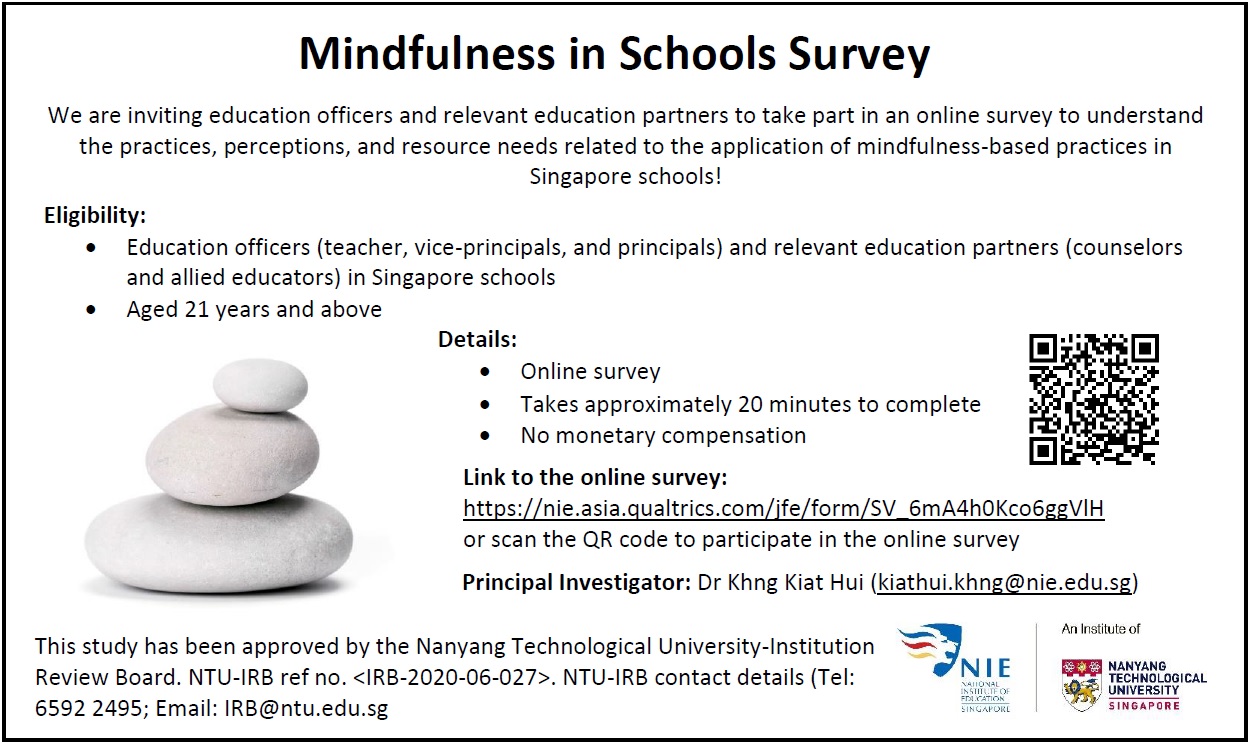 Mindfulness in Schools Survey
We are inviting education officers and relevant education partners to take part in an online survey to understand
the practices, perceptions, and resource needs related to the application of mindfulness-based practices in
Singapore schools!
Eligibility:
• Education officers (teacher, vice-principals, and principals) and relevant education partners (counselors
and allied educators) in Singapore schools
• Aged 21 years and above
Details:
• Online survey
• Takes approximately 20 minutes to complete
• No monetary compensation
Link to the online survey:
https://nie.asia.qualtrics.com/jfe/form/SV_6mA4h0Kco6ggVlH
or scan the QR code to participate in the online survey
Principal Investigator: Dr Khng Kiat Hui (kiathui.khng@nie.edu.sg)
This study has been approved by the Nanyang Technological University-Institution
Review Board. NTU-IRB ref no. <IRB-2020-06-027>. NTU-IRB contact details (Tel:
6592 2495; Email: IRB@ntu.edu.sg
NIE
NATIONAL
INSTITUTE OF
EDUCATION
SINGAPORE
An Institute of
NANYANG
TECHNOLOGICAL
UNIVERSITY
SINGAPORE